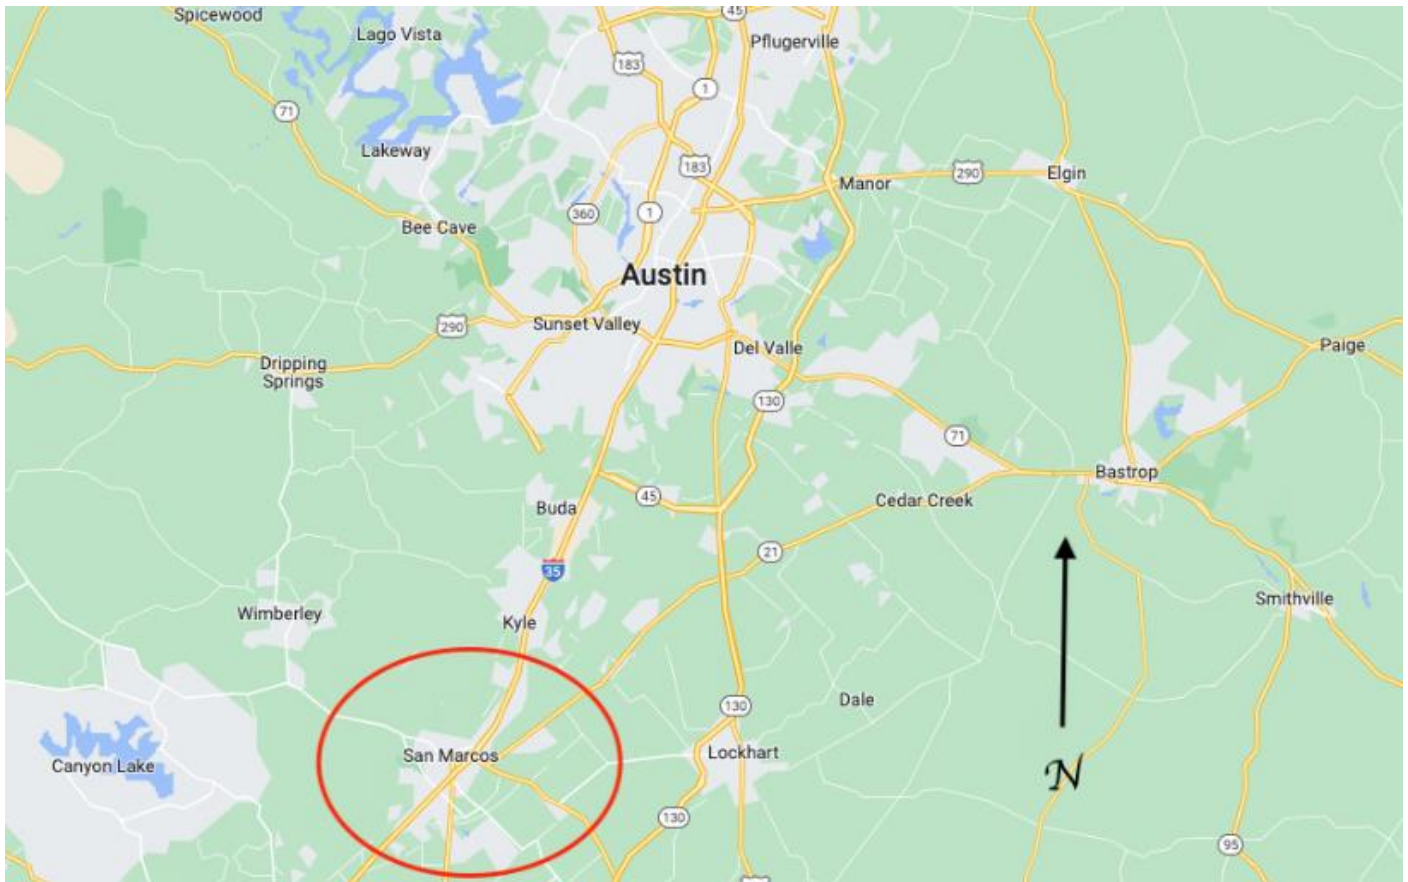 Spicewood
Lago Vista
45
Pflugerville
183
1
71
Lakeway
183
290
Elgin
Manor
360
1
Bee Cave
Austin
290
Sunset Valley
Del Valle
Paige
Dripping
Springs
130
71
Bastrop
45
Cedar Creek
Buda
21
35
Smithville
Wimberley
Kyle
Dale
130
San Marcos
Lockhart
Canyon Lake
N
130
95